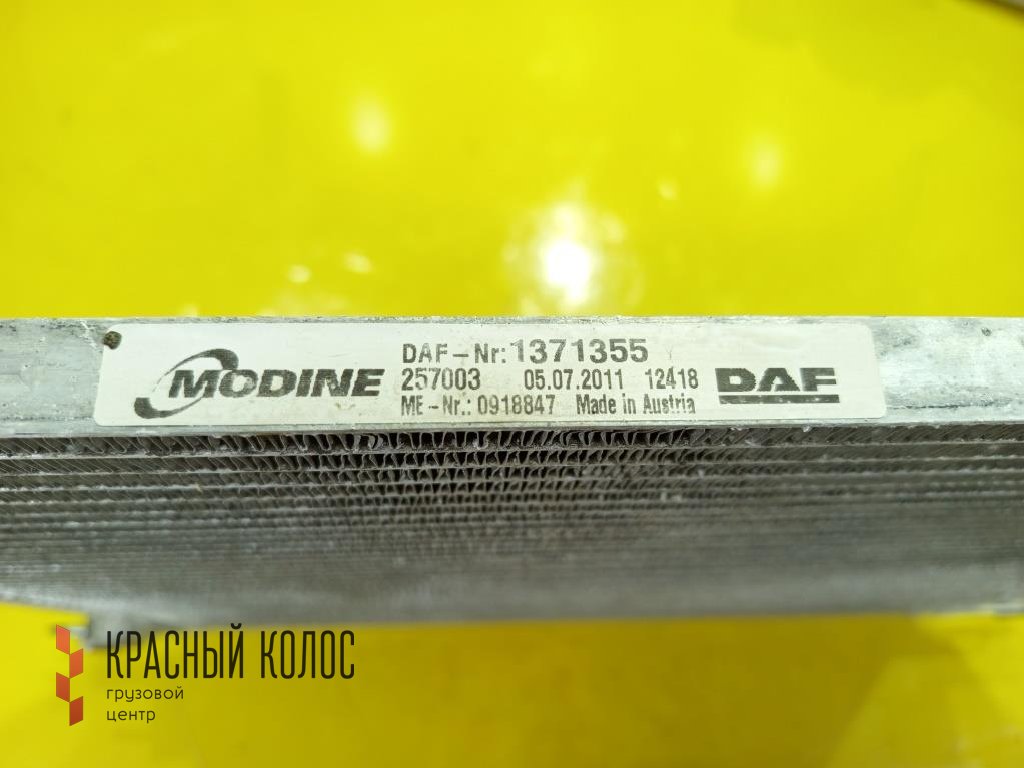 MODINE
DAF-Nr: 1371355
257003 05.07.2011 12418
ME-Nr.: 0918847 Made in Austria
DAF
КРАСНЫЙ КОЛОС
грузовой
центр